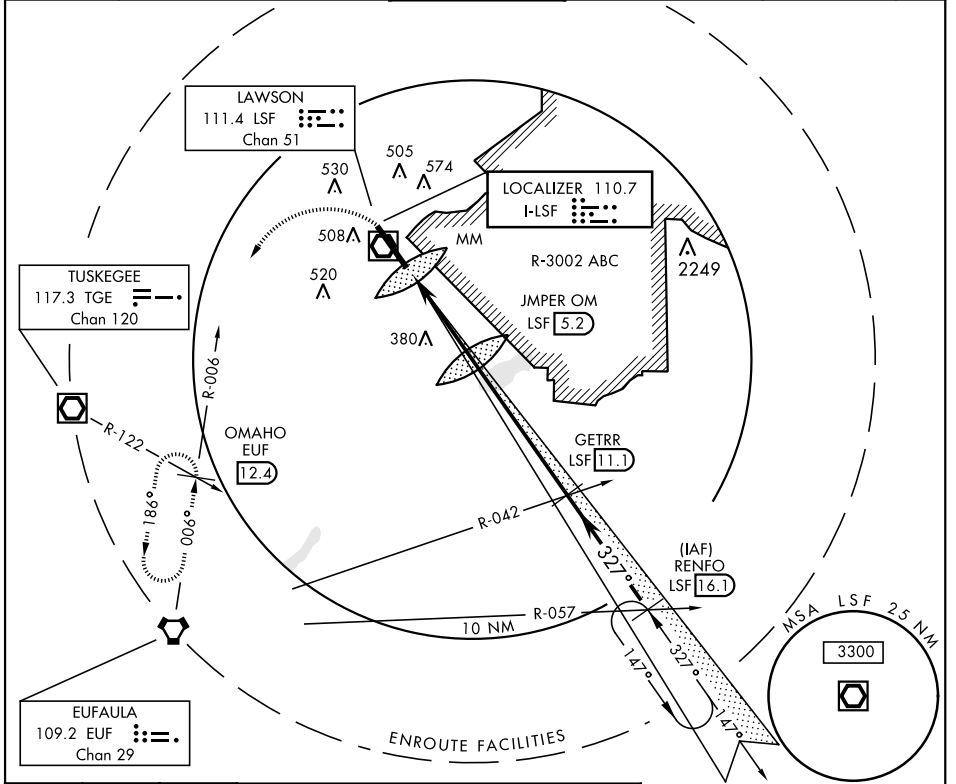 LAWSON
111.4 LSF
Chan 51
530
505
574
LOCALIZER 110.7
I-LSF
508
MM
R-3002 ABC
2249
TUSKEGEE
117.3 TGE
Chan 120
520
JMPER OM
LSF 5.2
380
R-006
R-122
OMAHO
EUF
12.4
GETRR
LSF 11.1
186°
006°
R-042
327°
(IAF)
RENFO
LSF 16.1
R-057
10 NM
MSA LSF 25 NM
3300
147°
327°
147°
EUFAULA
109.2 EUF
Chan 29
ENROUTE FACILITIES